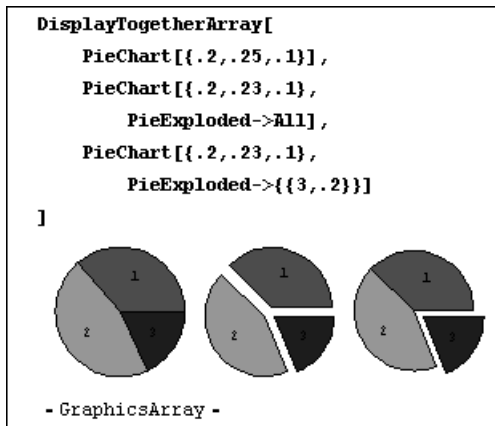 DisplayTogetherArray[
PieChart[{.2,.25,.1}],
PieChart[{.2,.23,.1},
PieExploded->All],
PieChart[{.2,.23,.1},
PieExploded->{{3,.2}}]
]
1 1 1
2 3 2 3 2 3
- GraphicsArray -